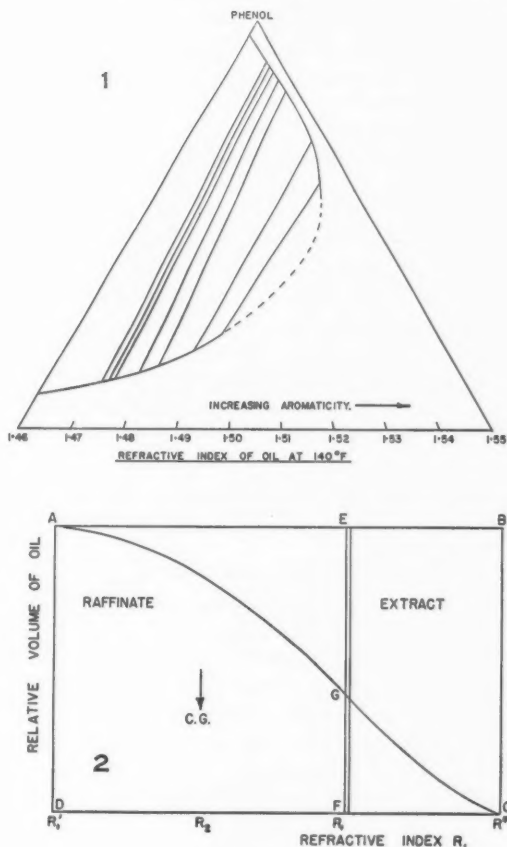 PHENOL
1
INCREASING AROMATICITY.
1·46 1·47 1·48 1·49 1·50 1·51 1·52 1·53 1·54 1·55
REFRACTIVE INDEX OF OIL AT 140°F
A E B
RAFFINATE EXTRACT
RELATIVE VOLUME OF OIL
C.G.
G
2
D F C
R₁' R₂ R₁
REFRACTIVE INDEX R.